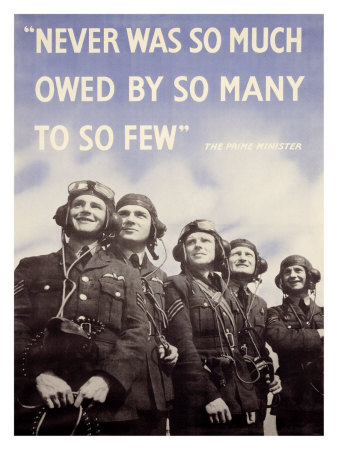 "NEVER WAS SO MUCH
OWED BY SO MANY
TO SO FEW"
THE PRIME MINISTER